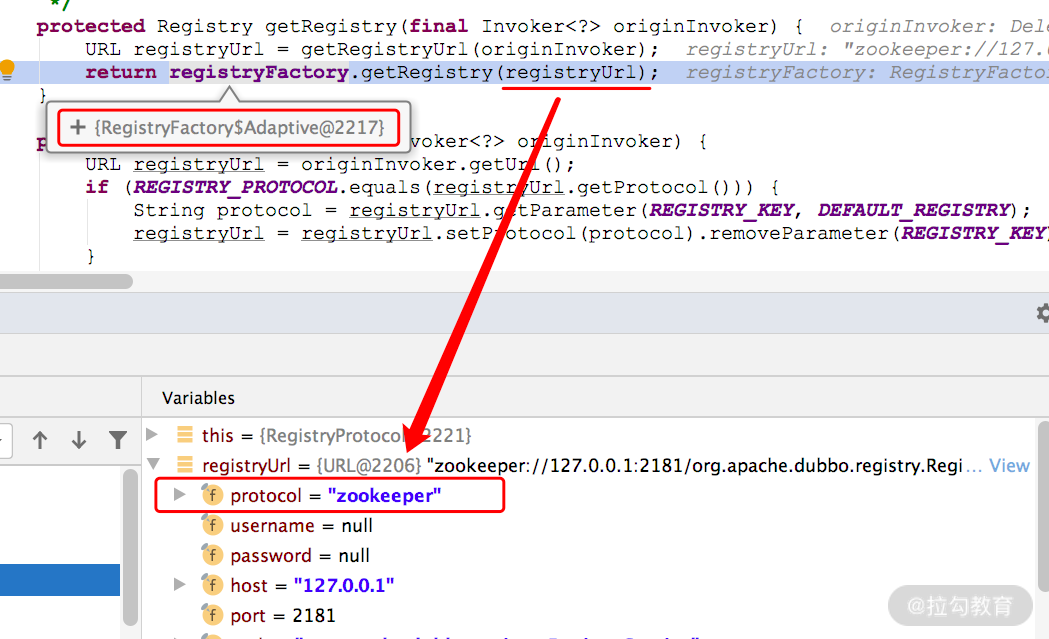 */
protected Registry getRegistry(final Invoker<?> originInvoker) { originInvoker: Dele
URL registryUrl = getRegistryUrl(originInvoker); registryUrl: "zookeeper://127.0
return registryFactory.getRegistry(registryUrl); registryFactory: RegistryFacto
}
+ {RegistryFactory$Adaptive@2217}
voker<?> originInvoker) {
URL registryUrl = originInvoker.getUrl();
if (REGISTRY_PROTOCOL.equals(registryUrl.getProtocol())) {
String protocol = registryUrl.getParameter(REGISTRY_KEY, DEFAULT_REGISTRY);
registryUrl = registryUrl.setProtocol(protocol).removeParameter(REGISTRY_KEY)
}
Variables
this = {RegistryProtocol@2221}
registryUrl = {URL@2206} "zookeeper://127.0.0.1:2181/org.apache.dubbo.registry.Regi... View
protocol = "zookeeper"
username = null
password = null
host = "127.0.0.1"
port = 2181
@拉勾教育